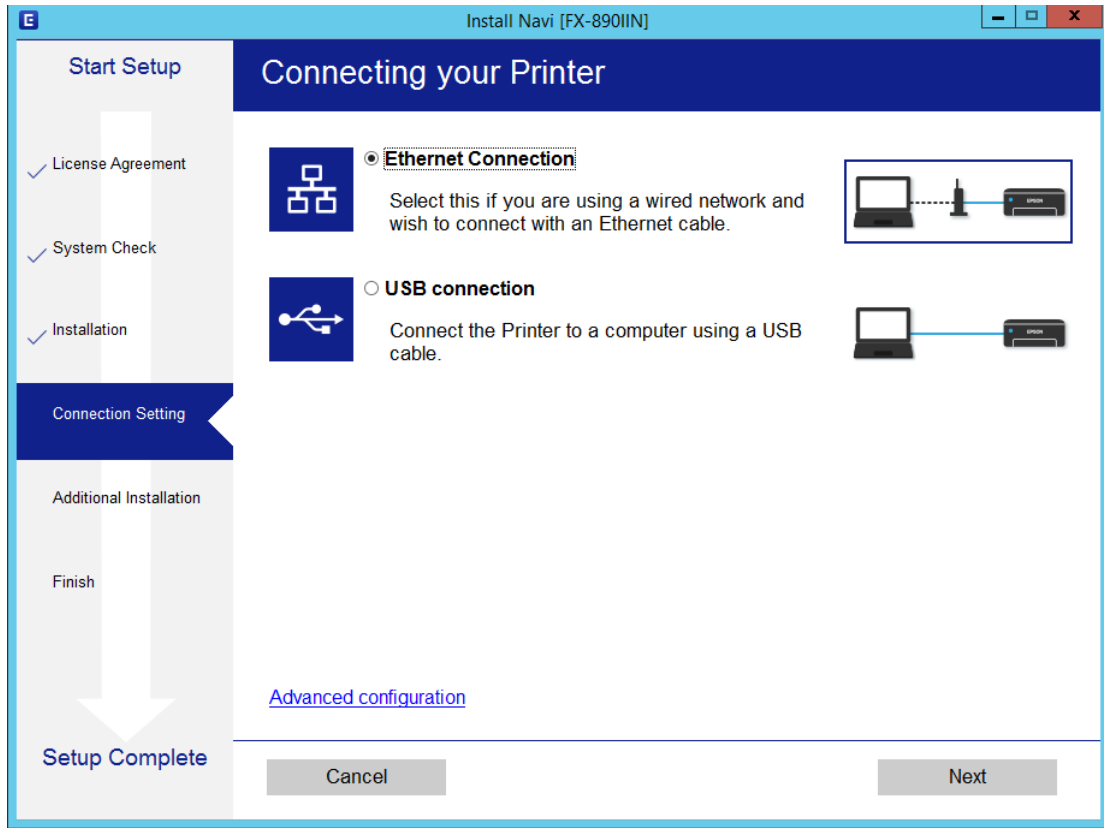 Install Navi [FX-890IIN]
Start Setup
License Agreement
System Check
Installation
Connection Setting
Additional Installation
Finish
Setup Complete
Connecting your Printer
Ethernet Connection
Select this if you are using a wired network and
wish to connect with an Ethernet cable.
EPSON
USB connection
Connect the Printer to a computer using a USB
cable.
EPSON
Advanced configuration
Cancel
Next